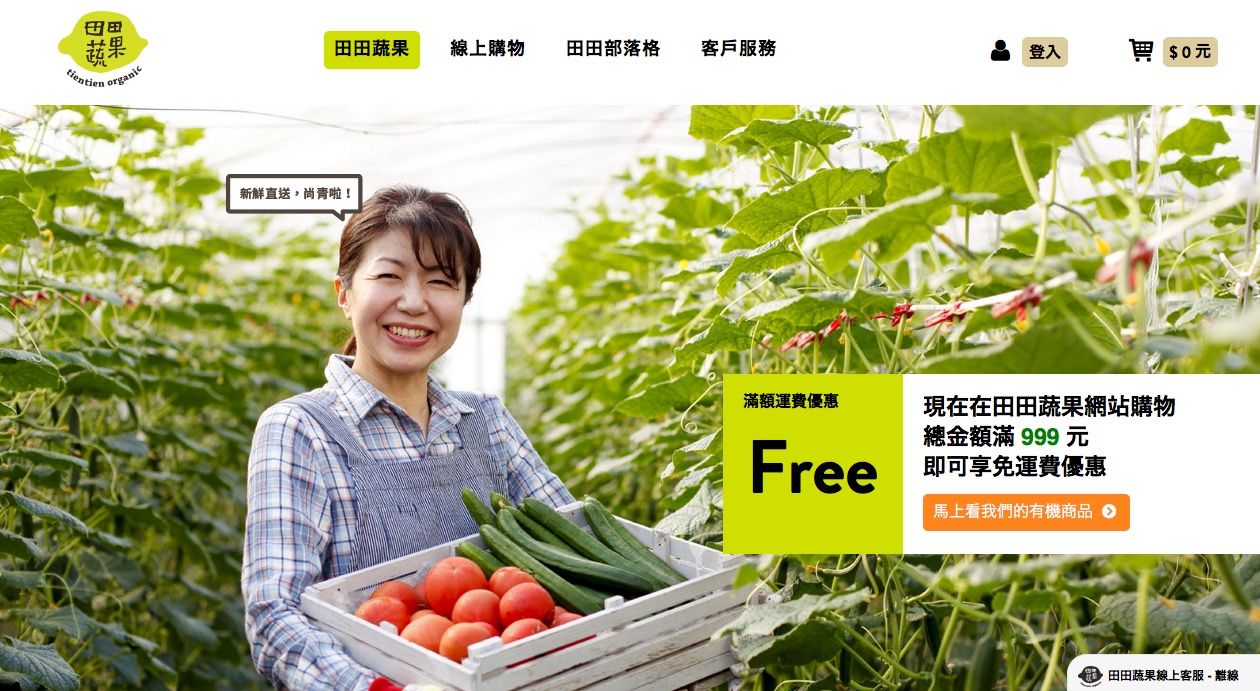 田田
蔬果
tientien organic
田田蔬果
線上購物
田田部落格
客戶服務
登入
$ 0 元
新鮮直送，尚青啦！
滿額運費優惠
Free
現在在田田蔬果網站購物
總金額滿 999 元
即可享免運費優惠
馬上看我們的有機商品
田田蔬果線上客服 - 離線